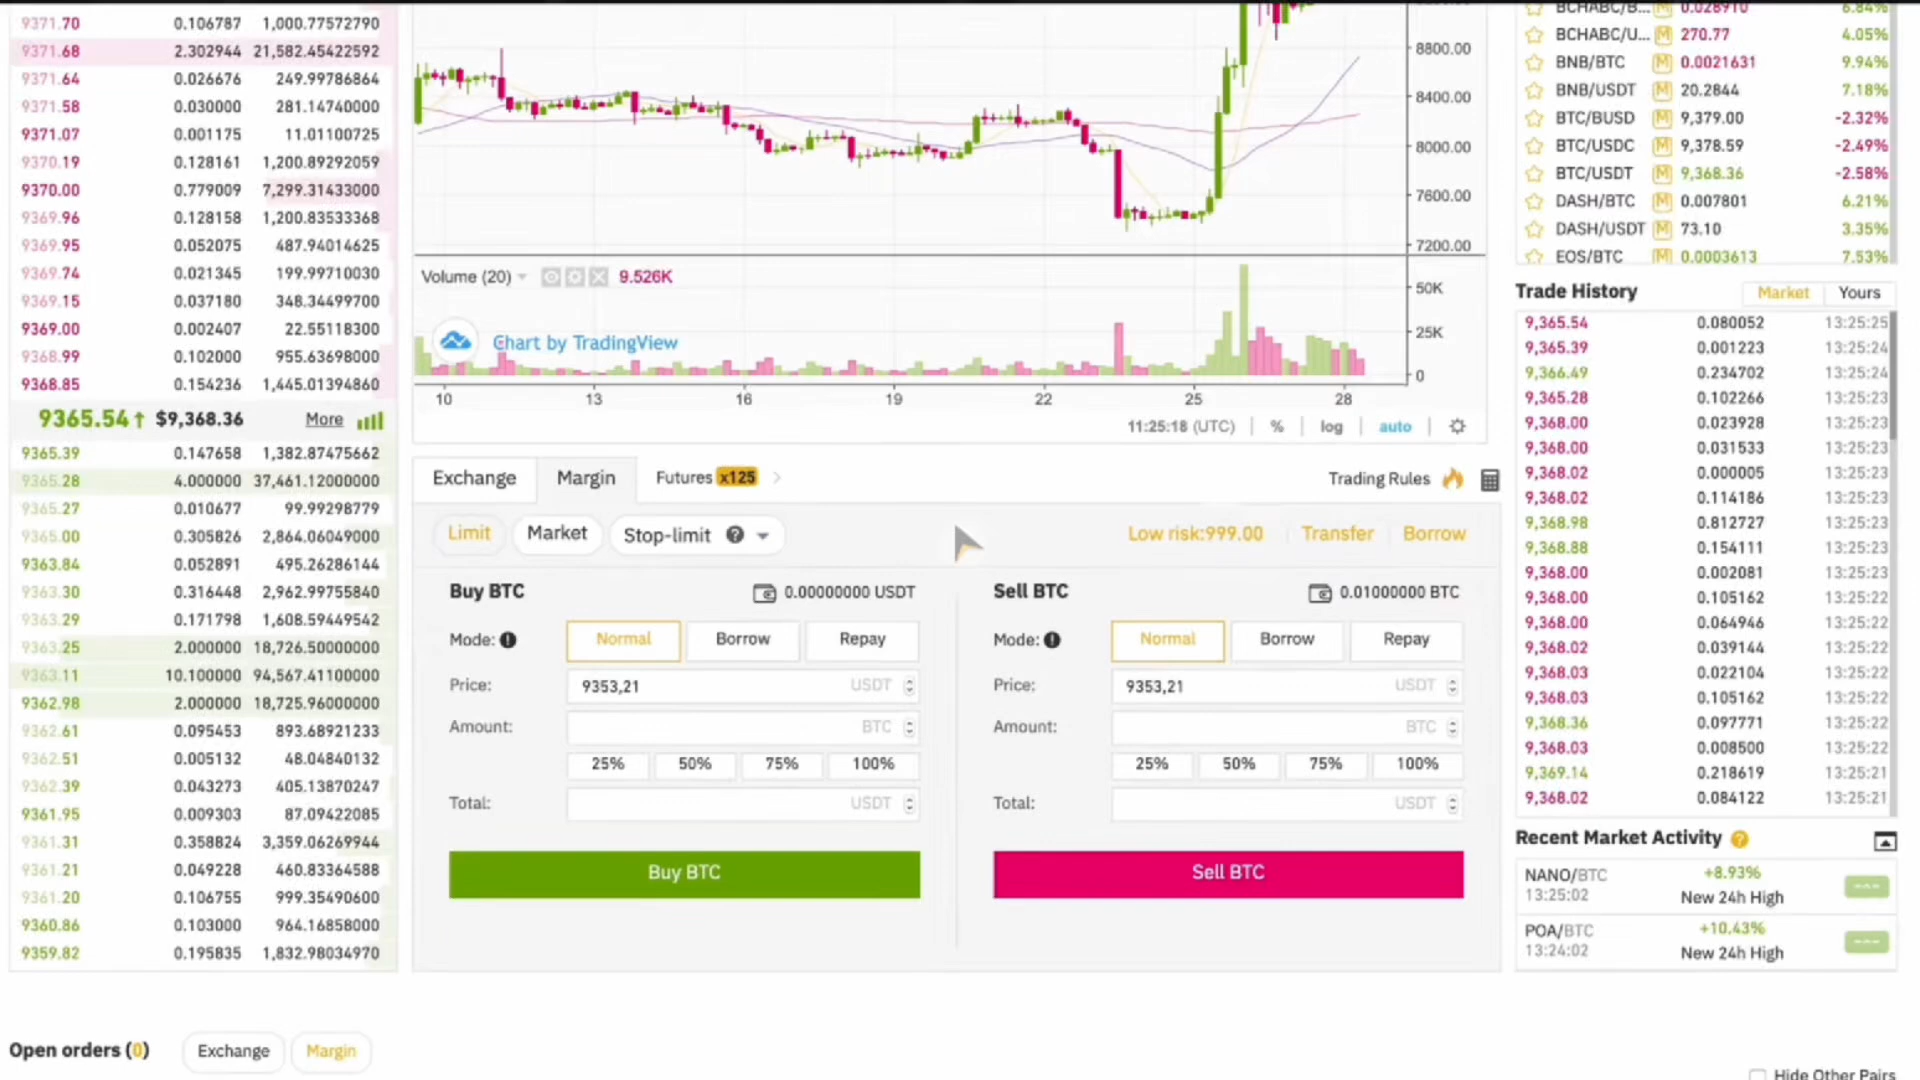 9371.70 0.106787 1,000.77572790
9371.68 2.302944 21,582.45422592
9371.64 0.026676 249.99786864
9371.58 0.030000 281.14740000
9371.07 0.001175 11.01100725
9370.19 0.128161 1,200.89292059
9370.00 0.779009 7,299.31433000
9369.96 0.128158 1,200.83533368
9369.95 0.052075 487.94014625
9369.74 0.021345 199.99710030
9369.15 0.037180 348.34499700
9369.00 0.002407 22.55118300
9368.99 0.102000 955.63698000
9368.85 0.154236 1,445.01394860
9365.54↑ $9,368.36 More
9365.39 0.147658 1,382.87475662
9365.28 4.000000 37,461.12000000
9365.27 0.010677 99.99298779
9365.00 0.305826 2,864.06049000
9363.84 0.052891 495.26286144
9363.30 0.316448 2,962.99755840
9363.29 0.171798 1,608.59449542
9363.25 2.000000 18,726.50000000
9363.11 10.100000 94,567.41100000
9362.98 2.000000 18,725.96000000
9362.61 0.095453 893.68921233
9362.51 0.005132 48.04840132
9362.39 0.043273 405.13870247
9361.95 0.009303 87.09422085
9361.31 0.358824 3,359.06269944
9361.21 0.049228 460.83364588
9361.20 0.106755 999.35490600
9360.86 0.103000 964.16858000
9359.82 0.195835 1,832.98034970
8800.00
8400.00
8000.00
7600.00
7200.00
Volume (20) 9.526K
50K
25K
0
Chart by TradingView
10 13 16 19 22 25 28
11:25:18 (UTC) % log auto
Exchange Margin Futures x125 Trading Rules
Limit Market Stop-limit ? Low risk:999.00 Transfer Borrow
Buy BTC 0.00000000 USDT
Mode: Normal Borrow Repay
Price: 9353,21 USDT
Amount: BTC
25% 50% 75% 100%
Total: USDT
Buy BTC
Sell BTC 0.01000000 BTC
Mode: Normal Borrow Repay
Price: 9353,21 USDT
Amount: BTC
25% 50% 75% 100%
Total: USDT
Sell BTC
BCHABC/B... M 0.028910 6.84%
BCHABC/U... M 270.77 4.05%
BNB/BTC M 0.0021631 9.94%
BNB/USDT M 20.2844 7.18%
BTC/BUSD M 9,379.00 -2.32%
BTC/USDC M 9,378.59 -2.49%
BTC/USDT M 9,368.36 -2.58%
DASH/BTC M 0.007801 6.21%
DASH/USDT M 73.10 3.35%
EOS/BTC M 0.0003613 7.53%
Trade History Market Yours
9,365.54 0.080052 13:25:25
9,365.39 0.001223 13:25:24
9,366.49 0.234702 13:25:24
9,365.28 0.102266 13:25:23
9,368.00 0.023928 13:25:23
9,368.00 0.031533 13:25:23
9,368.02 0.000005 13:25:23
9,368.02 0.114186 13:25:23
9,368.98 0.812727 13:25:23
9,368.88 0.154111 13:25:23
9,368.00 0.002081 13:25:23
9,368.00 0.105162 13:25:22
9,368.00 0.064946 13:25:22
9,368.02 0.039144 13:25:22
9,368.03 0.022104 13:25:22
9,368.03 0.105162 13:25:22
9,368.36 0.097771 13:25:22
9,368.03 0.008500 13:25:22
9,369.14 0.218619 13:25:21
9,368.02 0.084122 13:25:21
Recent Market Activity ?
NANO/BTC +8.93%
13:25:02 New 24h High
POA/BTC +10.43%
13:24:02 New 24h High
Open orders (0) Exchange Margin
Hide Other Pairs